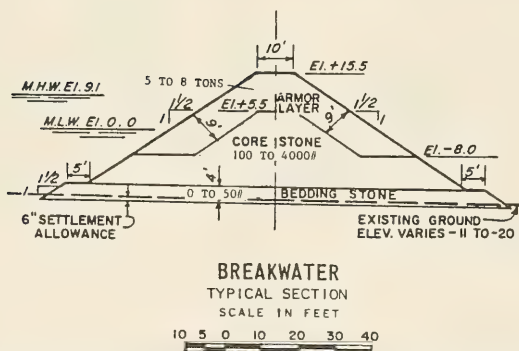 10'
El.+15.5
5 TO 8 TONS
ARMOR
LAYER
M.H.W. El. 9.1
1 1/2
1
El.+5.5
1 1/2
1
9'
9'
M.L.W. El. 0.0
CORE STONE
100 TO 4000#
El.-8.0
1 1/2
1
5'
4'
5'
0 TO 50#
BEDDING STONE
6" SETTLEMENT
ALLOWANCE
EXISTING GROUND
ELEV. VARIES -11 TO -20
BREAKWATER
TYPICAL SECTION
SCALE IN FEET
10 5 0 10 20 30 40